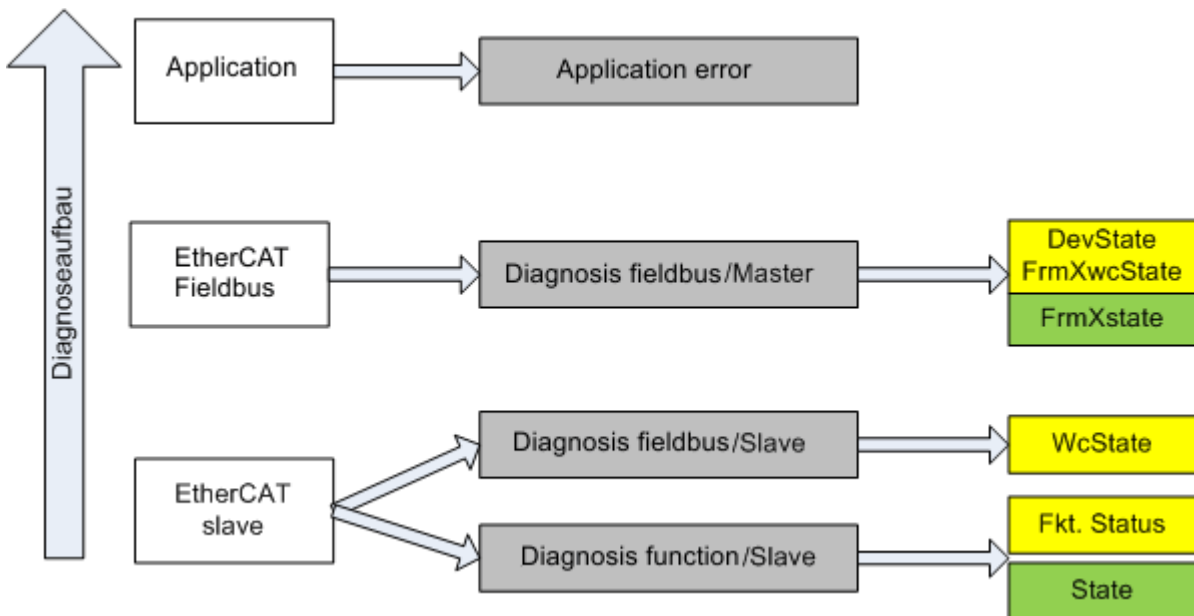 Diagnoseaufbau
Application
Application error
EtherCAT
Fieldbus
Diagnosis fieldbus/Master
DevState
FrmXwcState
FrmXstate
EtherCAT
slave
Diagnosis fieldbus/Slave
WcState
Diagnosis function/Slave
Fkt. Status
State